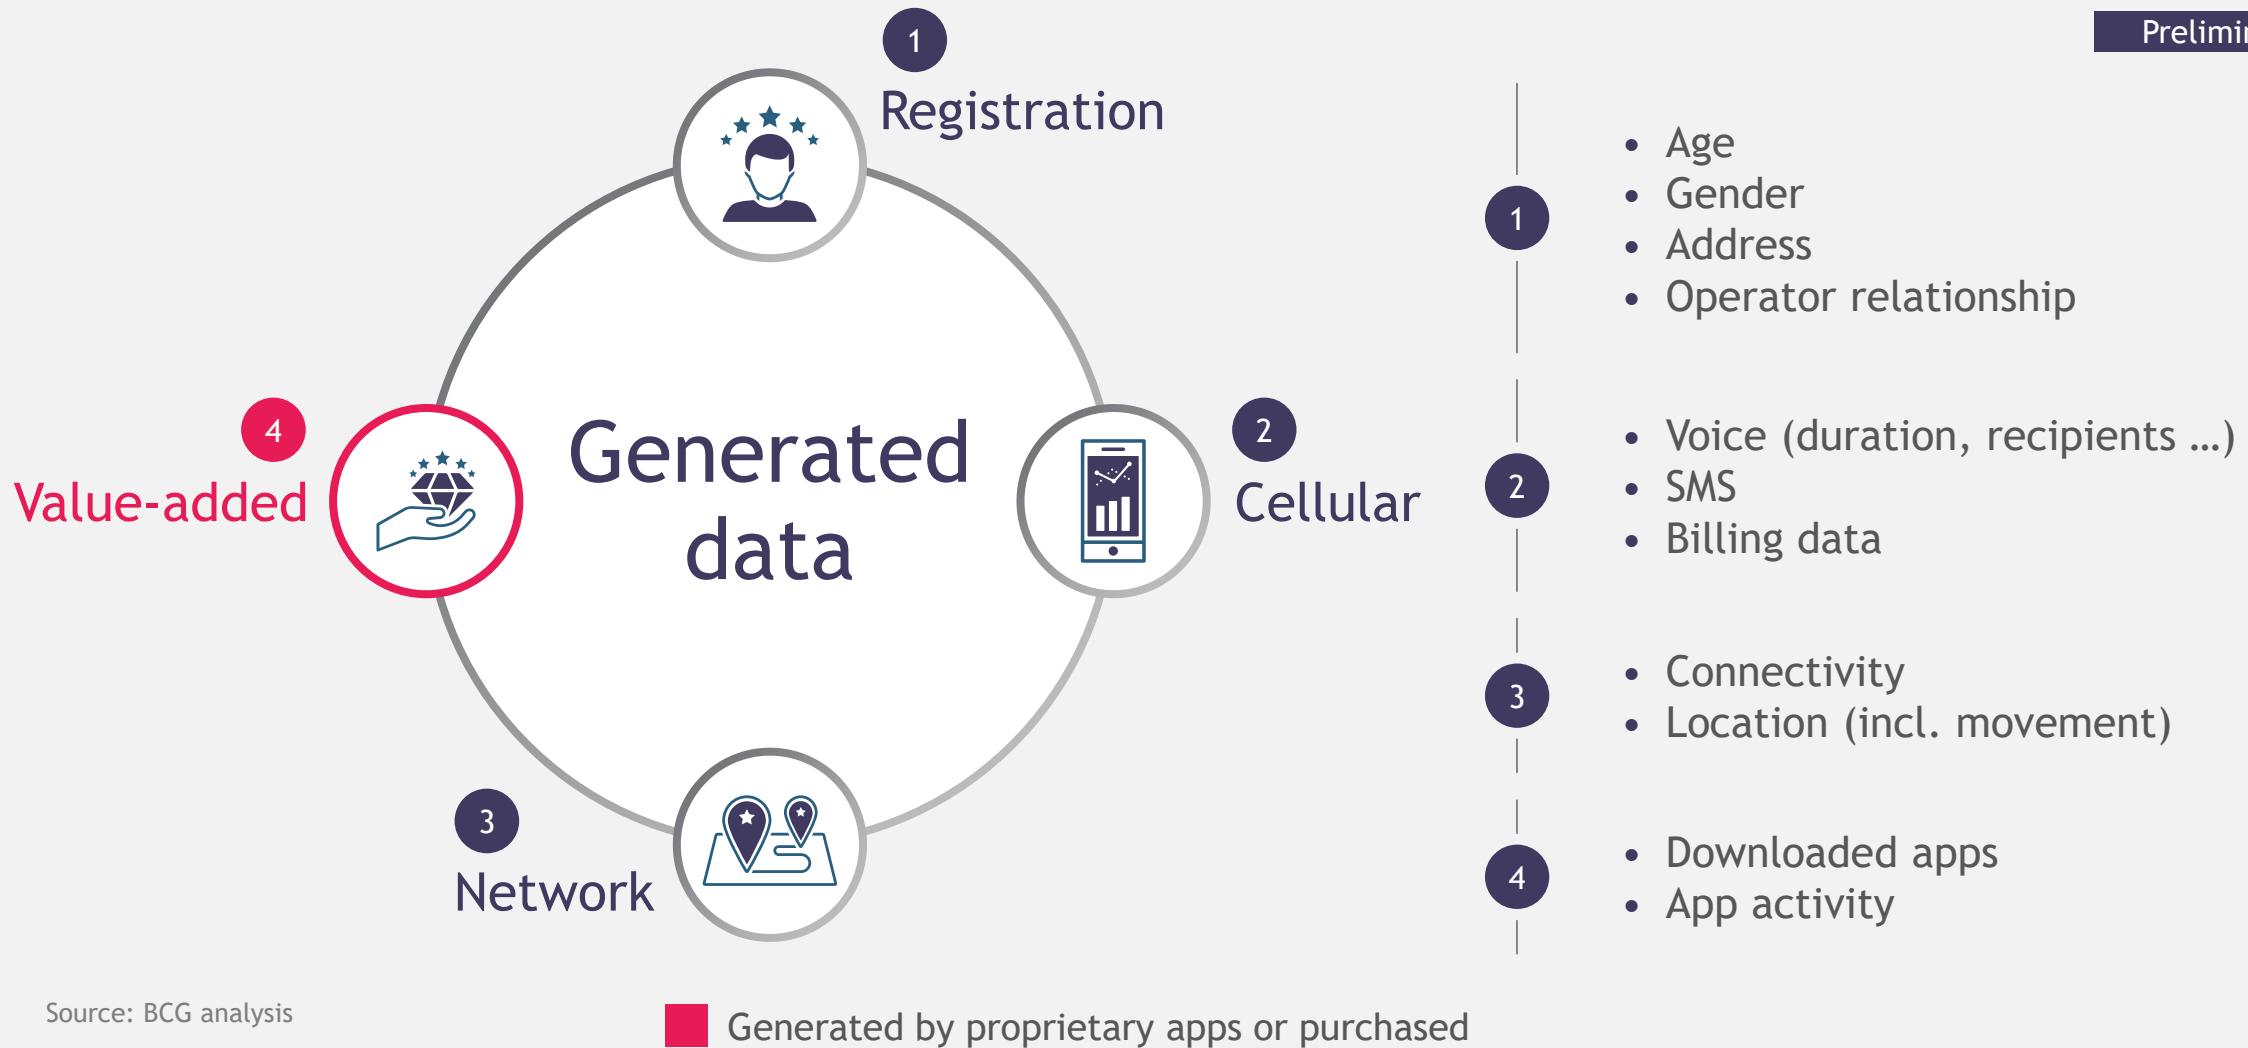 Prelimin
1
Registration
2
Cellular
3
Network
4
Value-added
Generated
data
1
• Age
• Gender
• Address
• Operator relationship
2
• Voice (duration, recipients …)
• SMS
• Billing data
3
• Connectivity
• Location (incl. movement)
4
• Downloaded apps
• App activity
Source: BCG analysis
Generated by proprietary apps or purchased